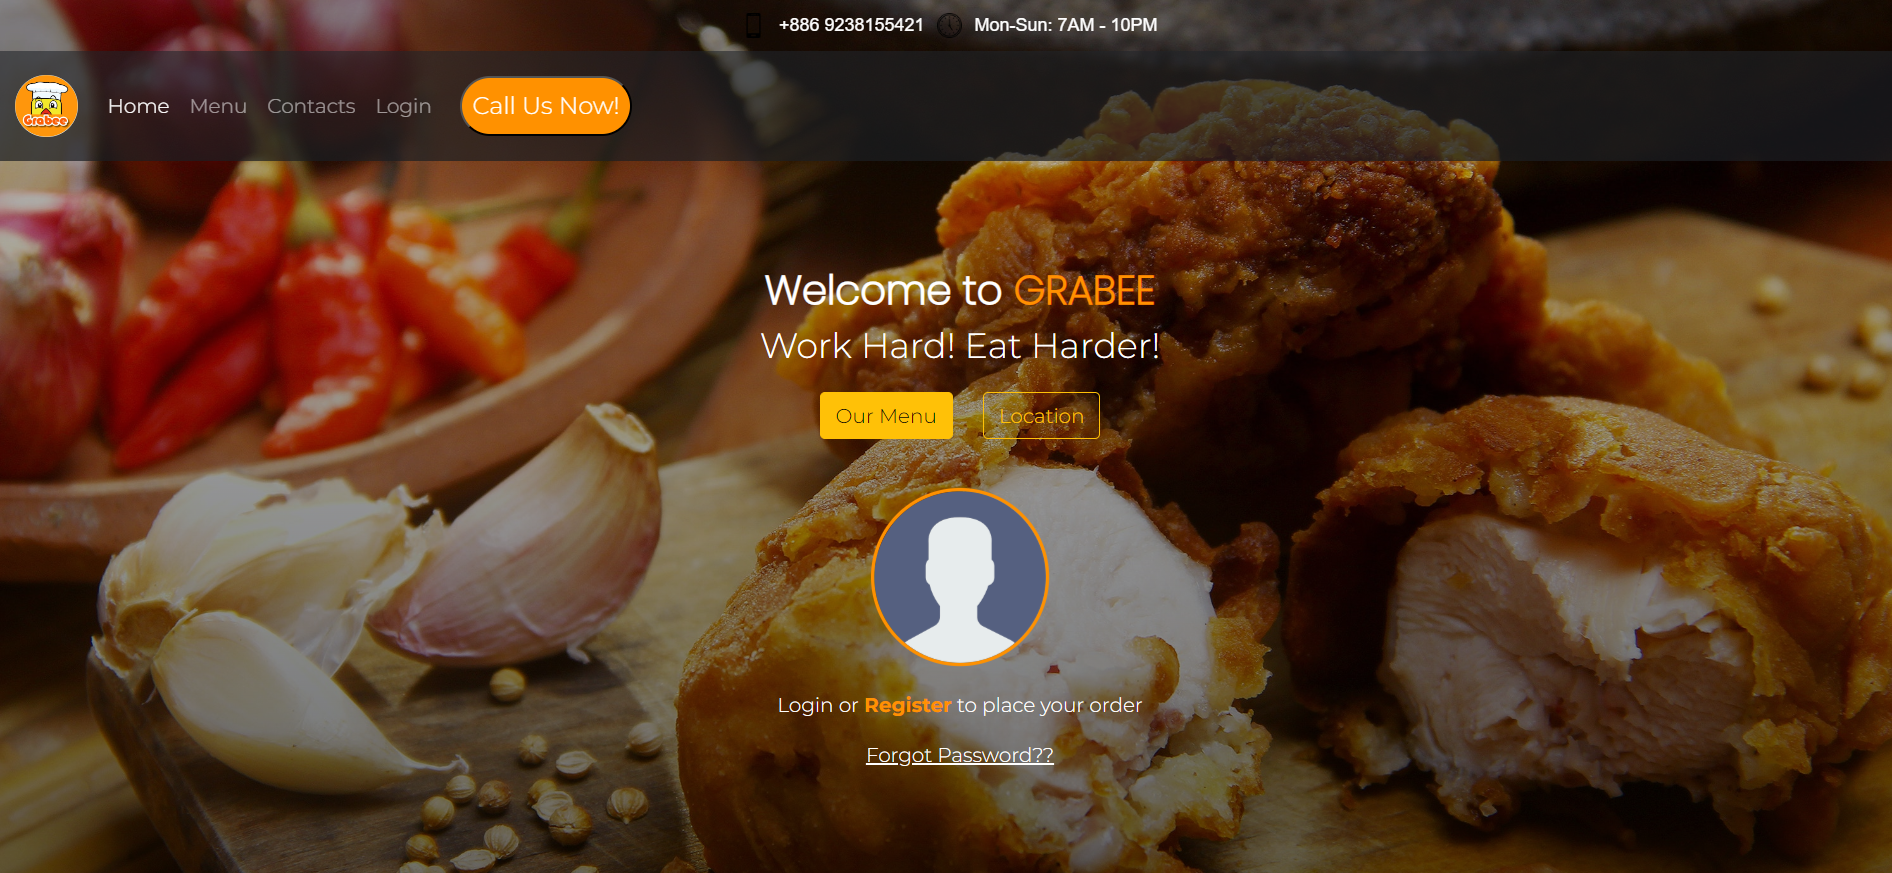 +886 9238155421 Mon-Sun: 7AM - 10PM
Grabee
Home Menu Contacts Login Call Us Now!
Welcome to GRABEE
Work Hard! Eat Harder!
Our Menu Location
Login or Register to place your order
Forgot Password??